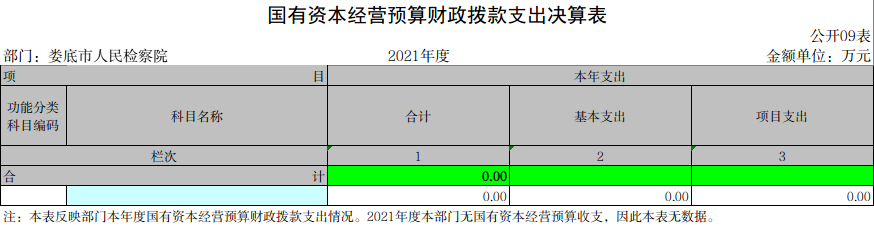 国有资本经营预算财政拨款支出决算表
公开09表
部门：娄底市人民检察院 2021年度 金额单位：万元
项 目 本年支出
功能分类科目编码 科目名称 合计 基本支出 项目支出
栏次 1 2 3
合 计 0.00
0.00 0.00 0.00
注：本表反映部门本年度国有资本经营预算财政拨款支出情况。2021年度本部门无国有资本经营预算收支，因此本表无数据。